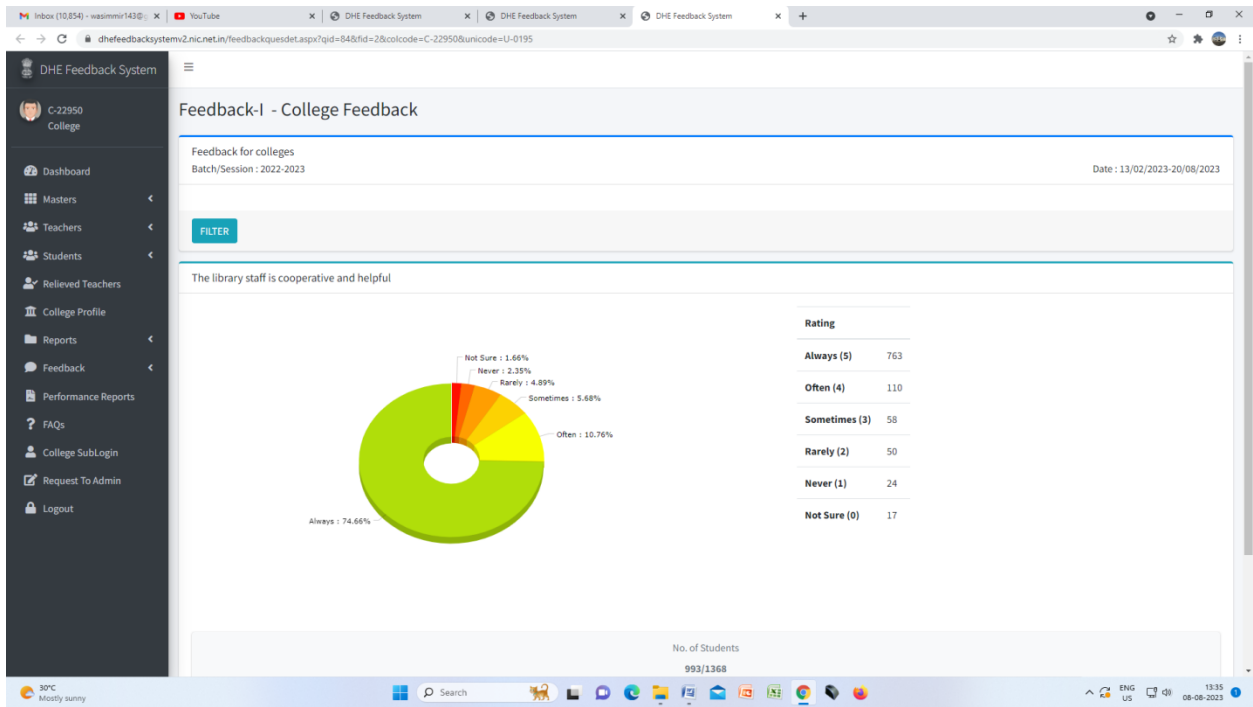 Inbox (10,854) - wasimmir143@g
YouTube
DHE Feedback System
DHE Feedback System
DHE Feedback System
dhefeedbacksystemv2.nic.net.in/feedbackquesdet.aspx?qid=84&fid=2&colcode=C-22950&unicode=U-0195
DHE Feedback System
C-22950
College
Dashboard
Masters
Teachers
Students
Relieved Teachers
College Profile
Reports
Feedback
Performance Reports
FAQs
College SubLogin
Request To Admin
Logout
Feedback-I - College Feedback
Feedback for colleges
Batch/Session : 2022-2023
Date : 13/02/2023-20/08/2023
FILTER
The library staff is cooperative and helpful
Not Sure : 1.66%
Never : 2.35%
Rarely : 4.89%
Sometimes : 5.68%
Often : 10.76%
Always : 74.66%
Rating
Always (5) 763
Often (4) 110
Sometimes (3) 58
Rarely (2) 50
Never (1) 24
Not Sure (0) 17
No. of Students
993/1368
30°C
Mostly sunny
Search
ENG
US
13:35
08-08-2023
1